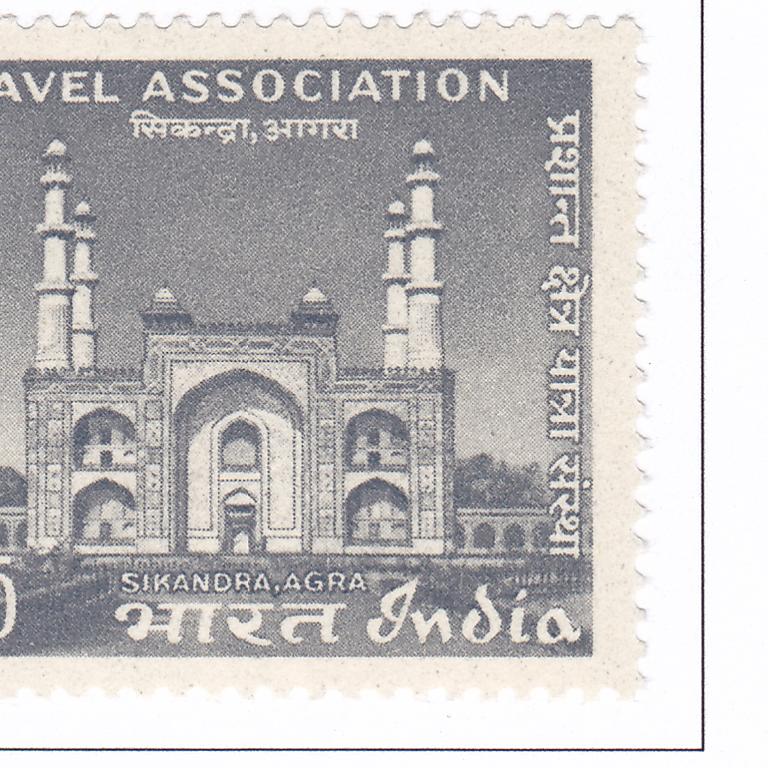 AVEL ASSOCIATION
सिकन्द्रा, आगरा
प्रशान्त क्षेत्र यात्रा संस्था
SIKANDRA, AGRA
भारत India